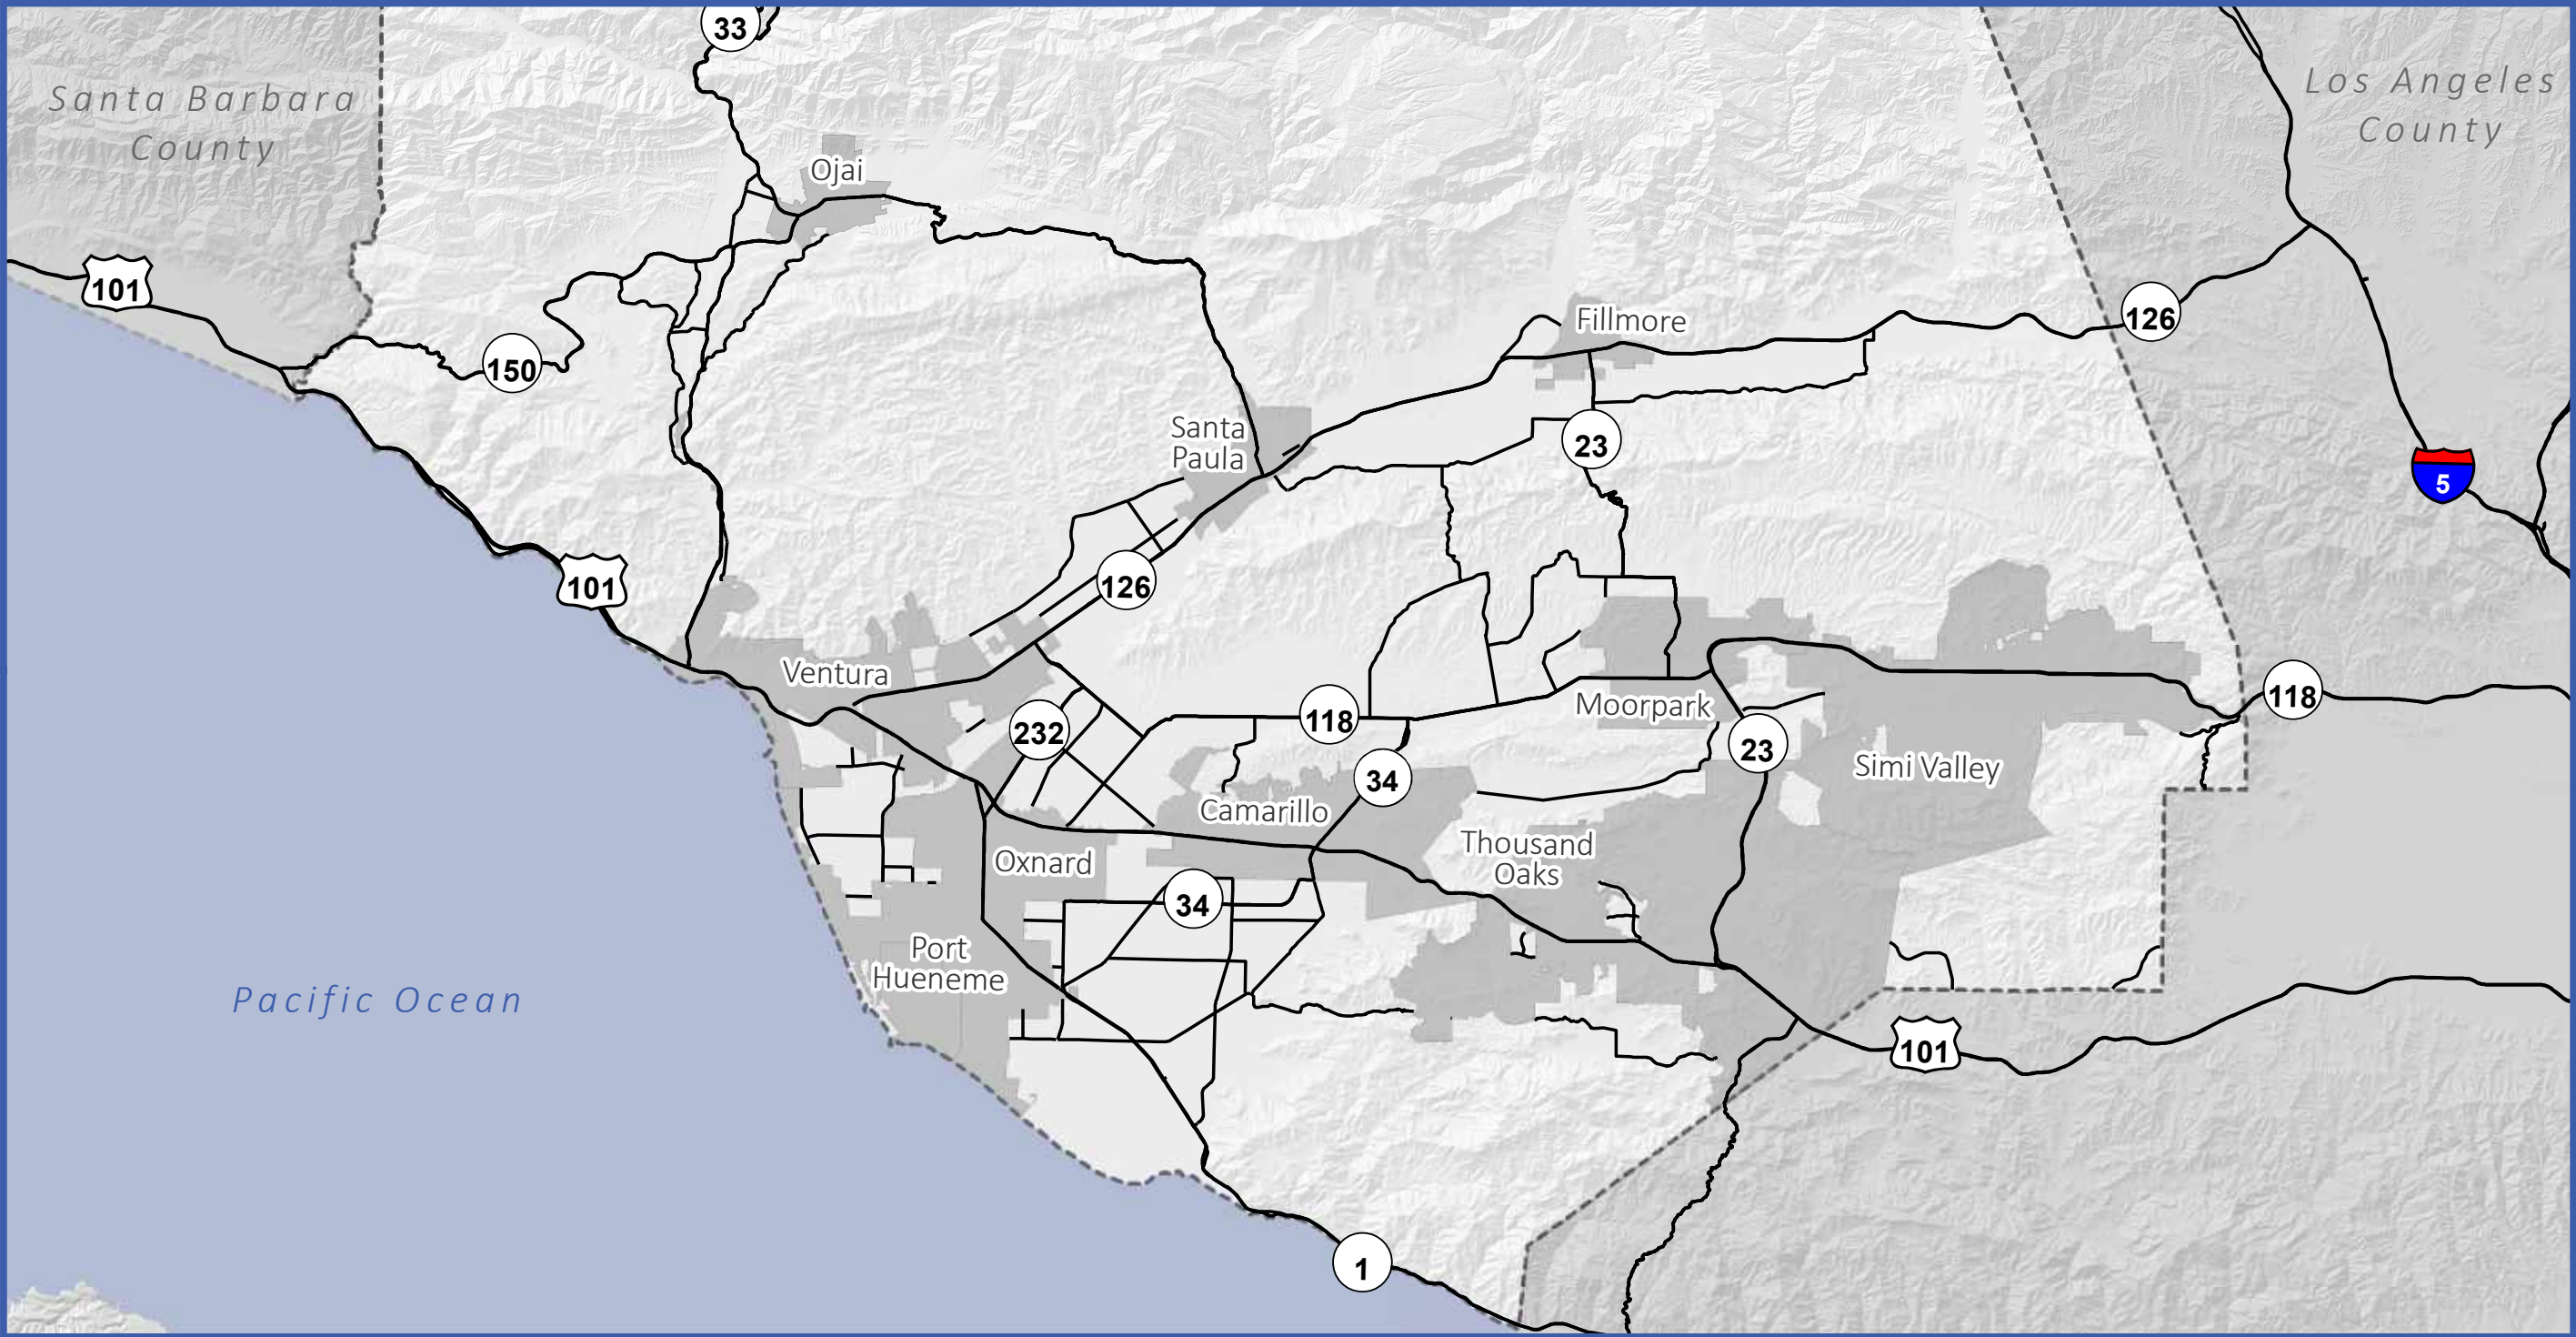 33
Santa Barbara
County
Los Angeles
County
Ojai
101
150
126
Fillmore
Santa
Paula
23
5
101
126
Ventura
232
118
Moorpark
118
34
23
Simi Valley
Camarillo
Thousand
Oaks
Oxnard
34
Port
Hueneme
Pacific Ocean
101
1